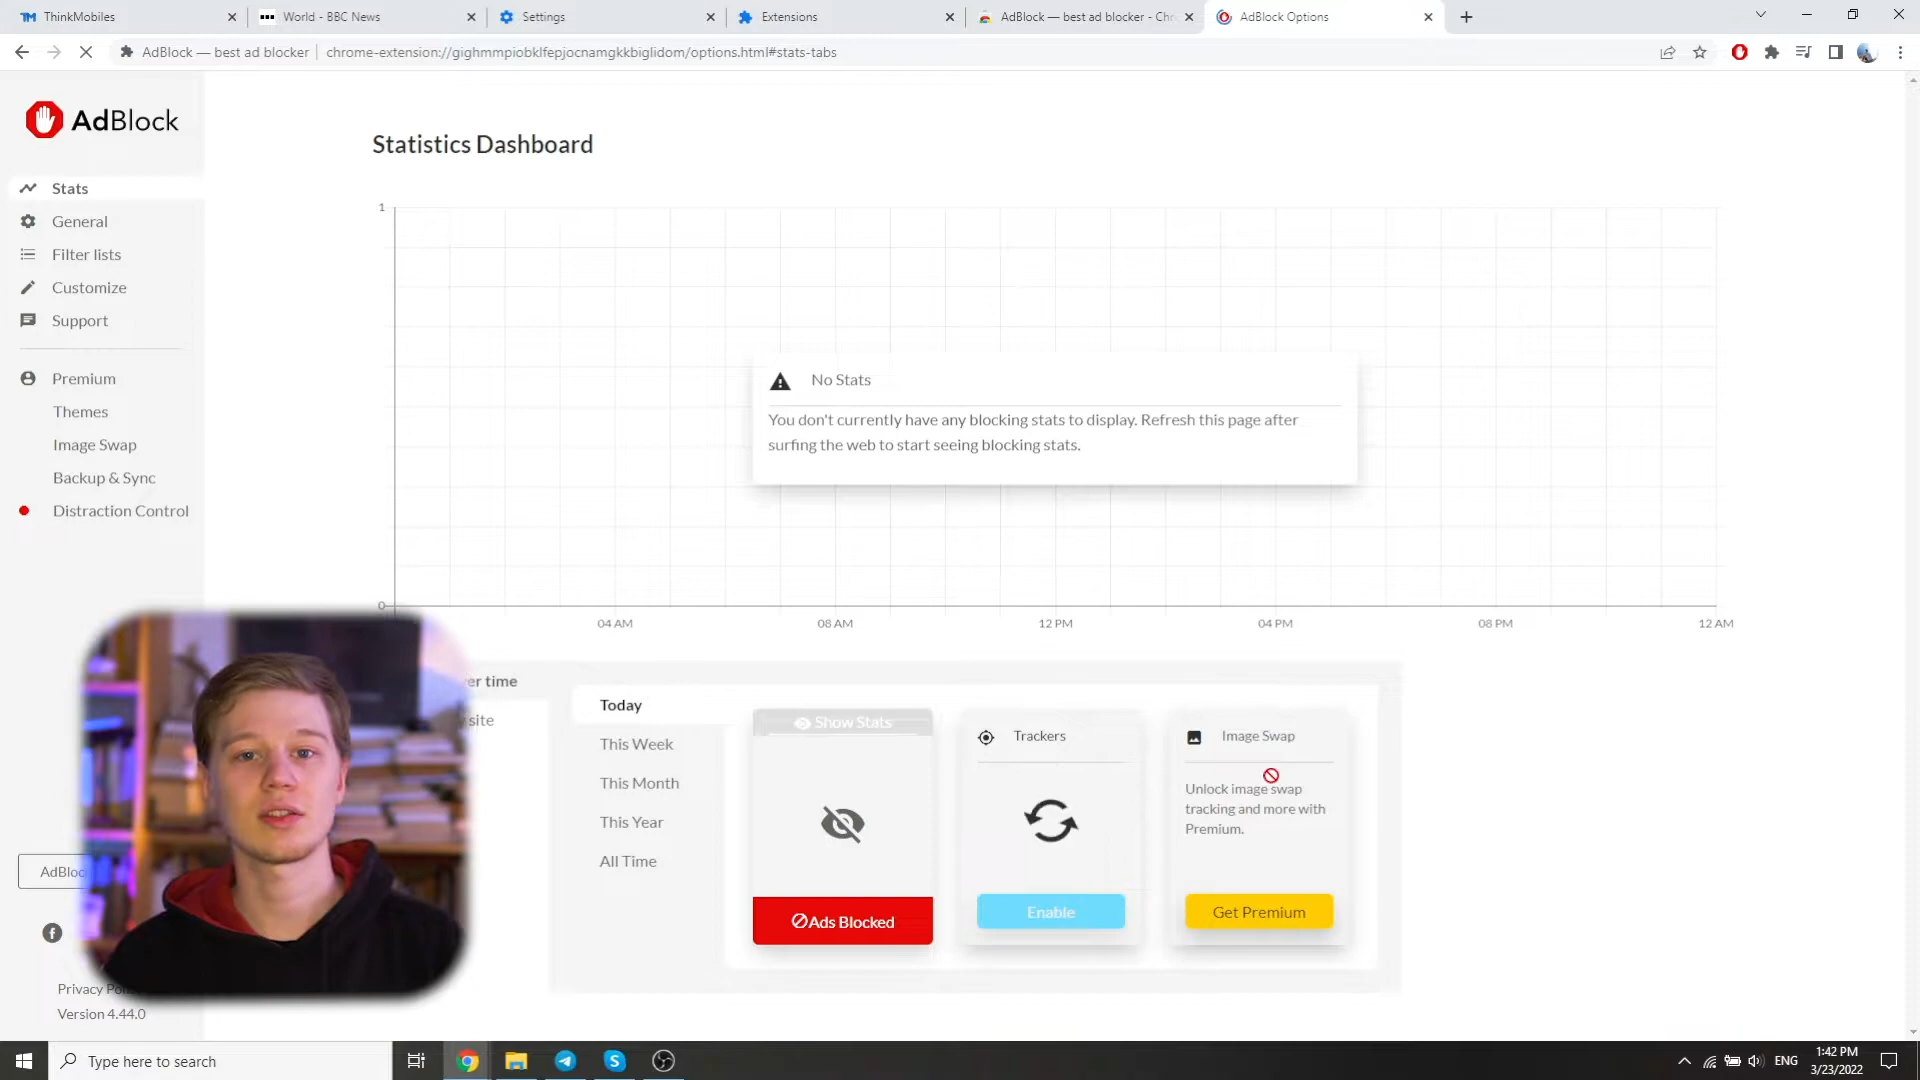 ThinkMobiles
World - BBC News
Settings
Extensions
AdBlock — best ad blocker - Chr
AdBlock Options
AdBlock — best ad blocker
chrome-extension://gighmmpiobklfepjocnamgkkbiglidom/options.html#stats-tabs
AdBlock
Stats
General
Filter lists
Customize
Support
Premium
Themes
Image Swap
Backup & Sync
Distraction Control
Statistics Dashboard
1
No Stats
You don't currently have any blocking stats to display. Refresh this page after
surfing the web to start seeing blocking stats.
0
04 AM
08 AM
12 PM
04 PM
08 PM
12 AM
er time
site
Today
This Week
This Month
This Year
All Time
Show Stats
Ads Blocked
Trackers
Enable
Image Swap
Unlock image swap
tracking and more with
Premium.
Get Premium
AdBloc
Privacy Po
Version 4.44.0
Type here to search
ENG
1:42 PM
3/23/2022